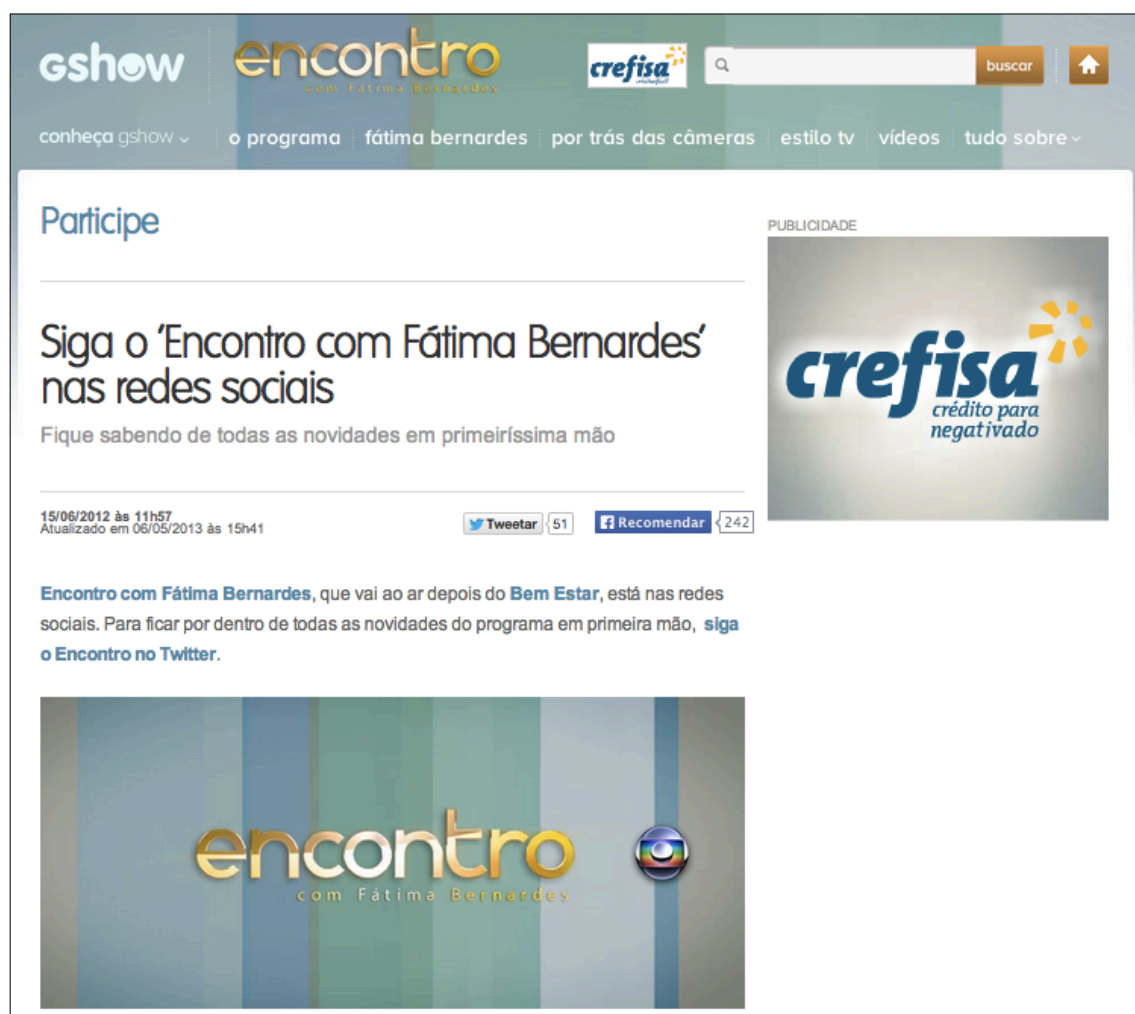 gshow
encontro
com Fátima Bernardes
crefisa
buscar
conheça gshow
o programa
fátima bernardes
por trás das câmeras
estilo tv
vídeos
tudo sobre
Participe
PUBLICIDADE
Siga o 'Encontro com Fátima Bernardes'
nas redes sociais
Fique sabendo de todas as novidades em primeiríssima mão
crefisa
crédito para
negativado
15/06/2012 às 11h57
Atualizado em 06/05/2013 às 15h41
Tweetar 51
Recomendar 242
Encontro com Fátima Bernardes, que vai ao ar depois do Bem Estar, está nas redes
sociais. Para ficar por dentro de todas as novidades do programa em primeira mão, siga
o Encontro no Twitter.
encontro
com Fátima Bernardes